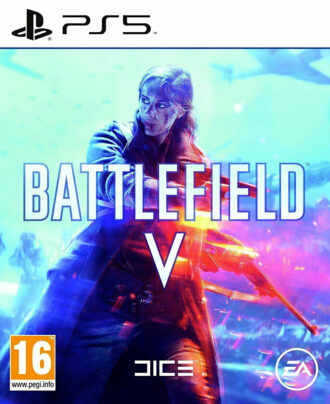 PS5
BATTLEFIELD
V
16
www.pegi.info
DICE
EA